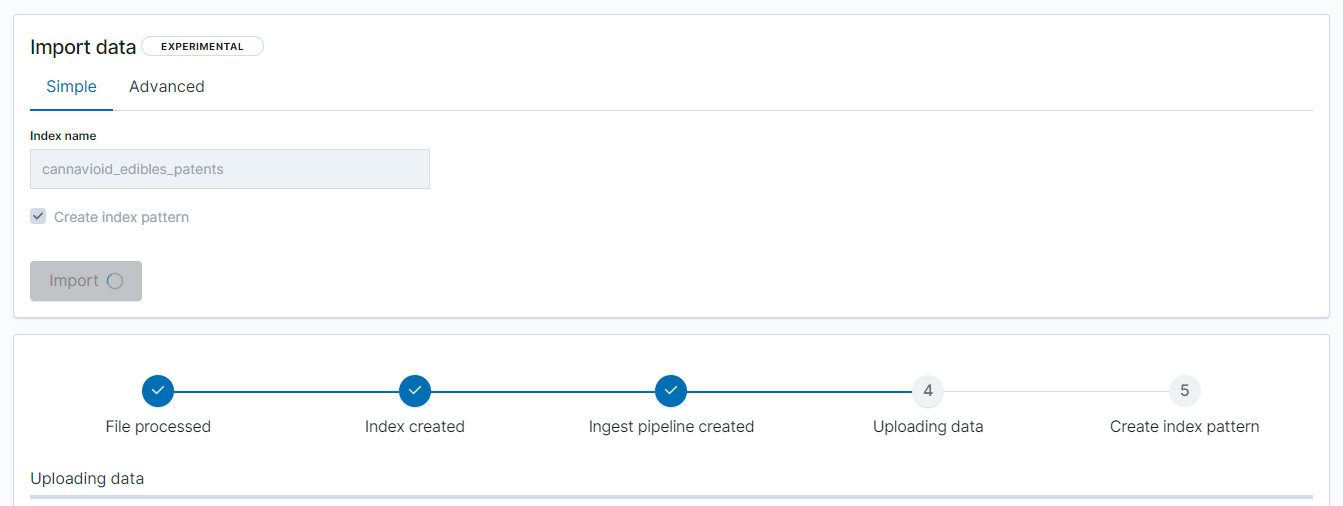 Import data EXPERIMENTAL
Simple Advanced
Index name
cannavioid_edibles_patents
Create index pattern
Import
4 5
File processed Index created Ingest pipeline created Uploading data Create index pattern
Uploading data